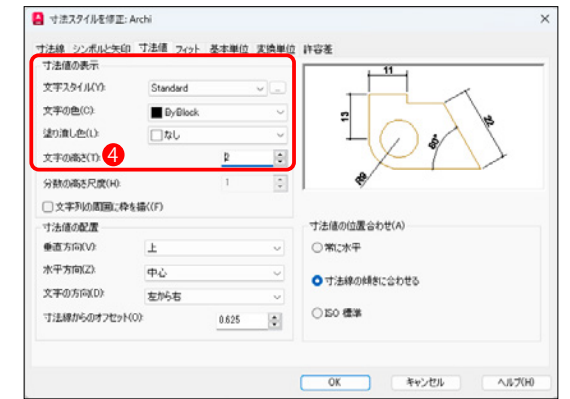 寸法スタイルを修正: Archi
寸法線 シンボルと矢印 寸法値 フィット 基本単位 変換単位 許容差
寸法値の表示
文字スタイル(Y): Standard ...
文字の色(C): ByBlock
塗り潰し色(L): なし
文字の高さ(T): 4 2
分数の高さ尺度(H): 1
文字列の周囲に枠を描く(F)
寸法値の配置
垂直方向(V): 上
水平方向(Z): 中心
文字の方向(D): 左から右
寸法線からのオフセット(O): 0.625
11
13
24
60°
R9
寸法値の位置合わせ(A)
常に水平
寸法線の傾きに合わせる
ISO 標準
OK キャンセル ヘルプ(H)